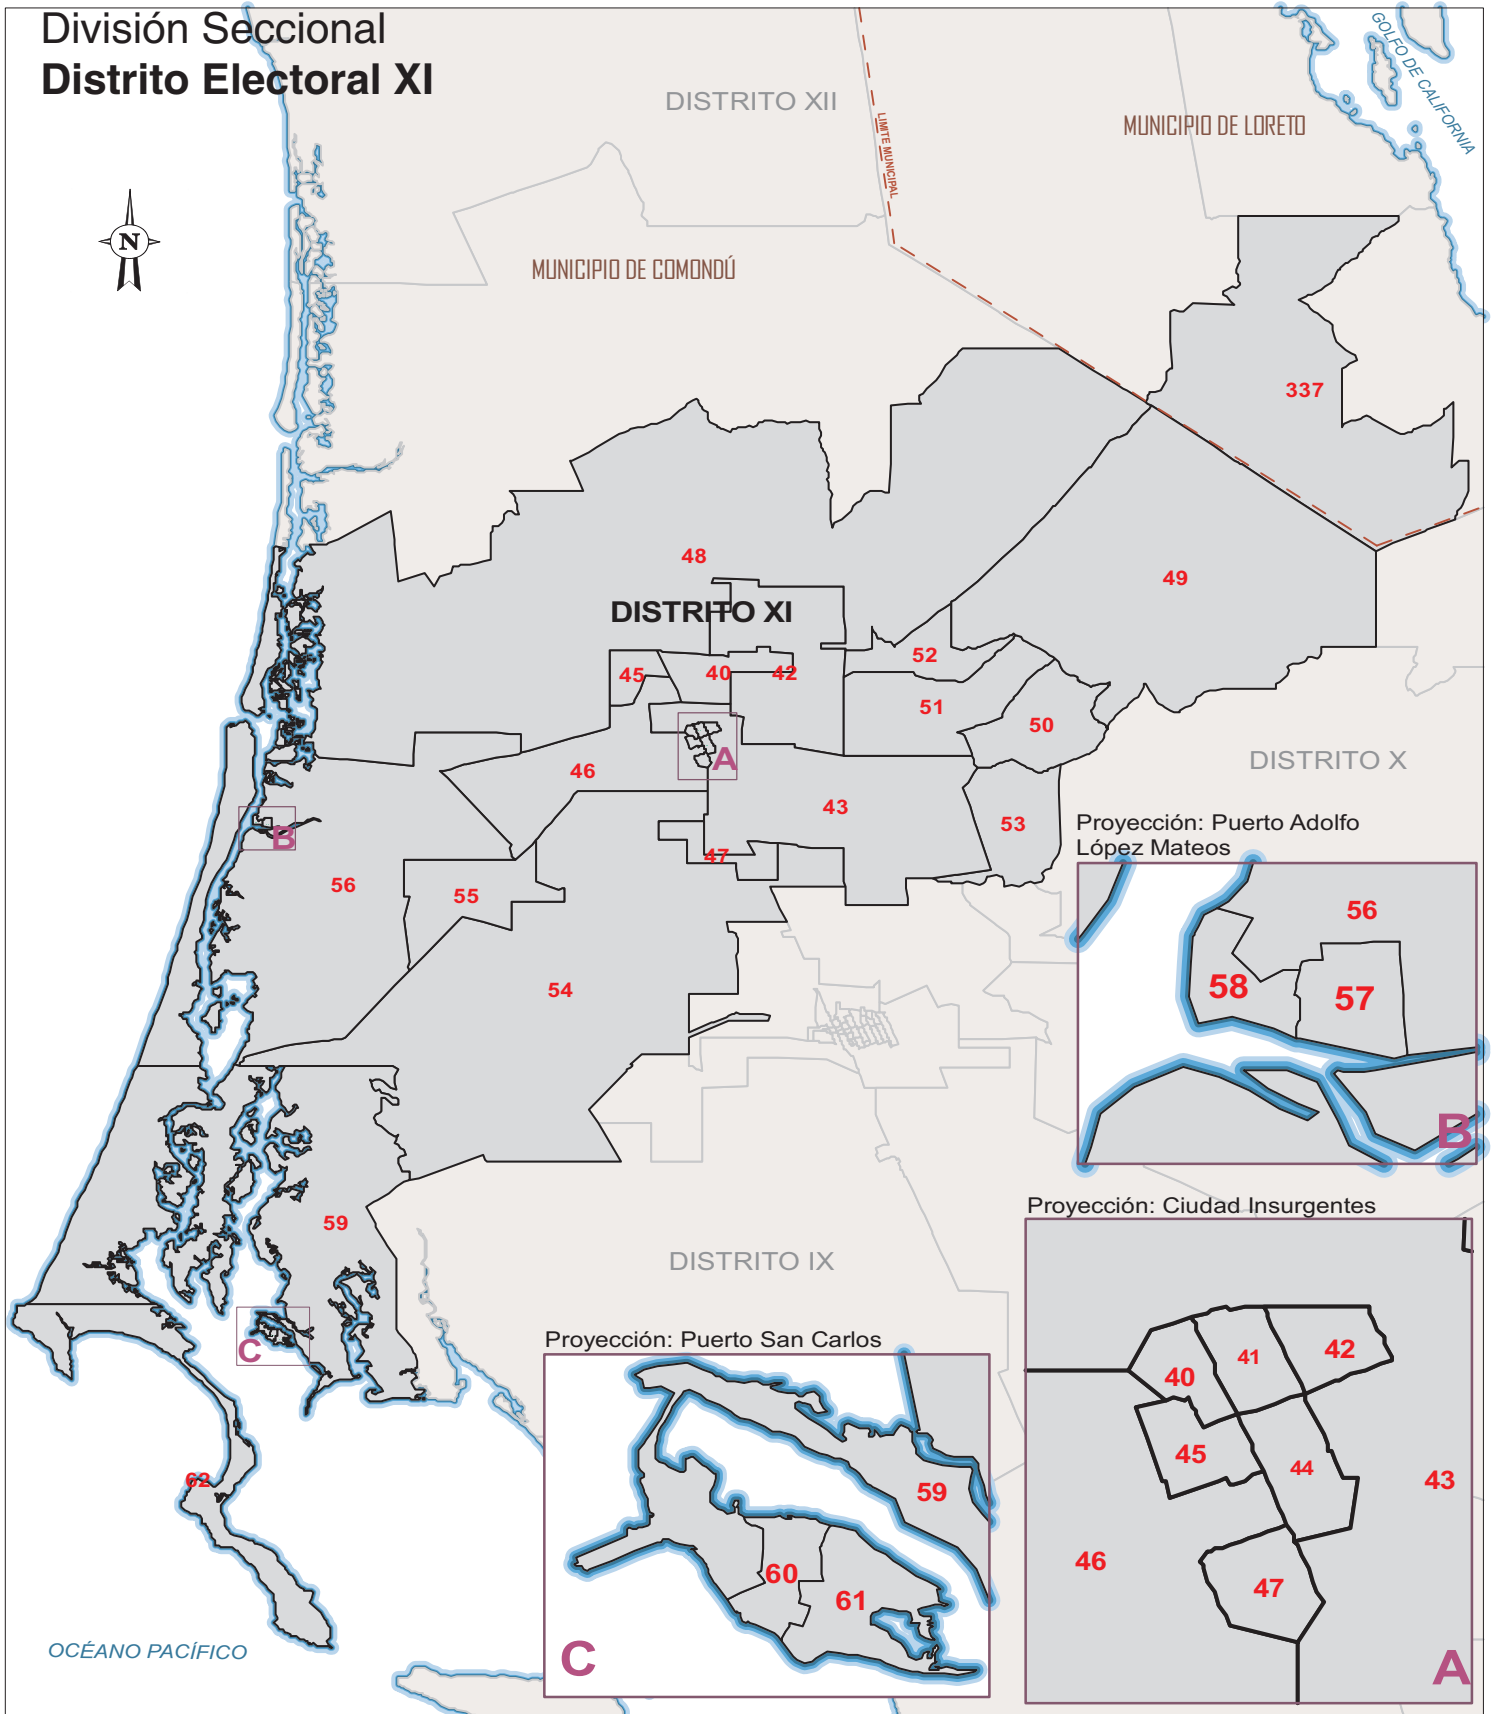 División Seccional
Distrito Electoral XI
DISTRITO XII
GOLFO DE CALIFORNIA
LIMITE MUNICIPAL
MUNICIPIO DE LORETO
N
MUNICIPIO DE COMONDÚ
337
48
49
DISTRITO XI
52
45
40
42
51
50
A
46
DISTRITO X
43
53
B
47
56
55
54
59
C
62
DISTRITO IX
OCÉANO PACÍFICO
Proyección: Puerto Adolfo
López Mateos
56
58
57
B
Proyección: Ciudad Insurgentes
41
42
40
45
44
43
46
47
A
Proyección: Puerto San Carlos
59
60
61
C